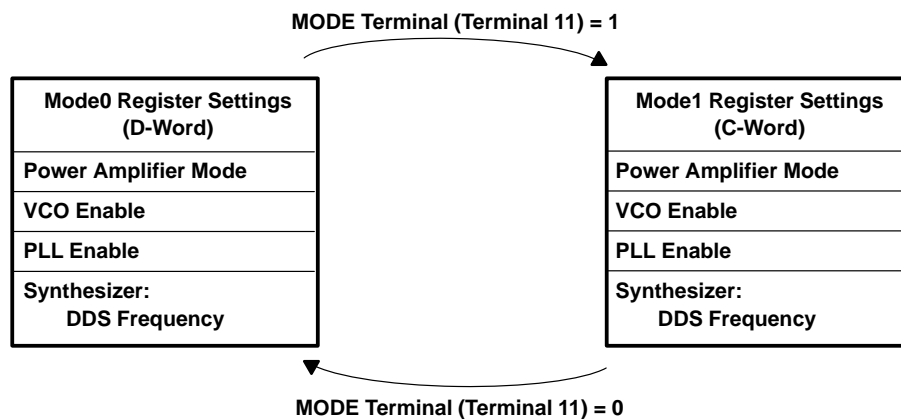 MODE Terminal (Terminal 11) = 1
Mode0 Register Settings
(D-Word)
Power Amplifier Mode
VCO Enable
PLL Enable
Synthesizer:
DDS Frequency
Mode1 Register Settings
(C-Word)
Power Amplifier Mode
VCO Enable
PLL Enable
Synthesizer:
DDS Frequency
MODE Terminal (Terminal 11) = 0